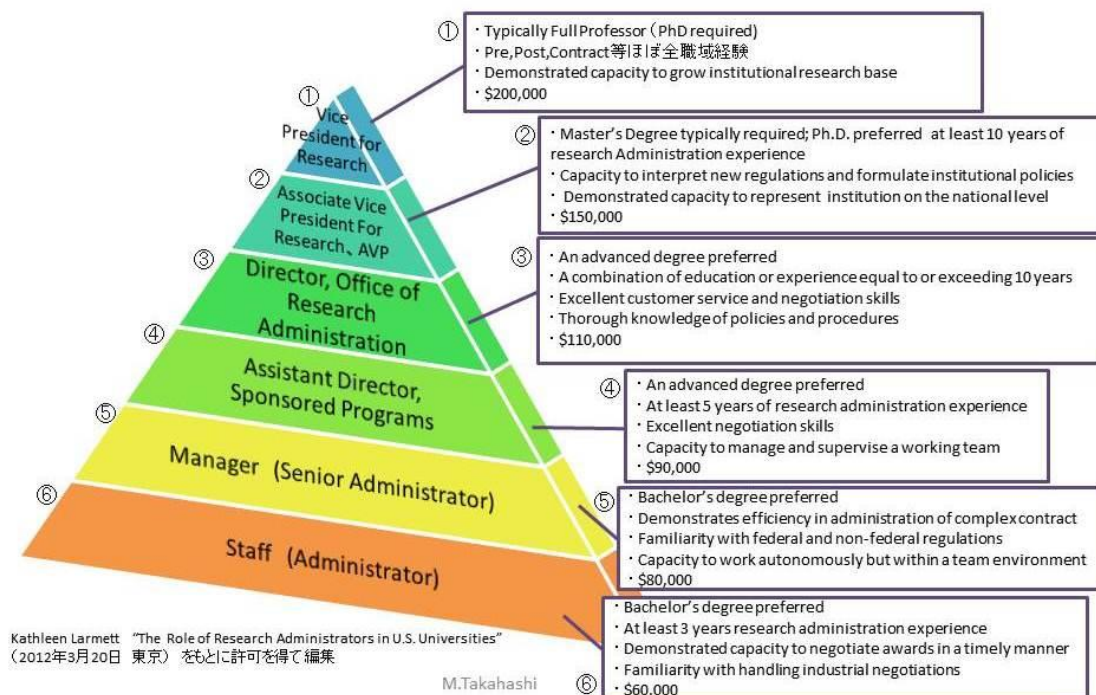 ①
・Typically Full Professor (PhD required)
・Pre,Post,Contract等ほぼ全職域経験
・Demonstrated capacity to grow institutional research base
・$200,000
①
Vice
President for
Research
②
・Master's Degree typically required; Ph.D. preferred at least 10 years of
research Administration experience
・Capacity to interpret new regulations and formulate institutional policies
・Demonstrated capacity to represent institution on the national level
・$150,000
②
Associate Vice
President For
Research、AVP
③
・An advanced degree preferred
・A combination of education or experience equal to or exceeding 10 years
・Excellent customer service and negotiation skills
・Thorough knowledge of policies and procedures
・$110,000
③
Director, Office of
Research
Administration
④
・An advanced degree preferred
・At least 5 years of research administration experience
・Excellent negotiation skills
・Capacity to manage and supervise a working team
・$90,000
④
Assistant Director,
Sponsored Programs
⑤
・Bachelor's degree preferred
・Demonstrates efficiency in administration of complex contract
・Familiarity with federal and non-federal regulations
・Capacity to work autonomously but within a team environment
・$80,000
⑤
Manager (Senior Administrator)
⑥
Staff (Administrator)
・Bachelor's degree preferred
・At least 3 years research administration experience
・Demonstrated capacity to negotiate awards in a timely manner
・Familiarity with handling industrial negotiations
⑥
・$60,000
Kathleen Larmett "The Role of Research Administrators in U.S. Universities"
(2012年3月20日 東京) をもとに許可を得て編集
M.Takahashi